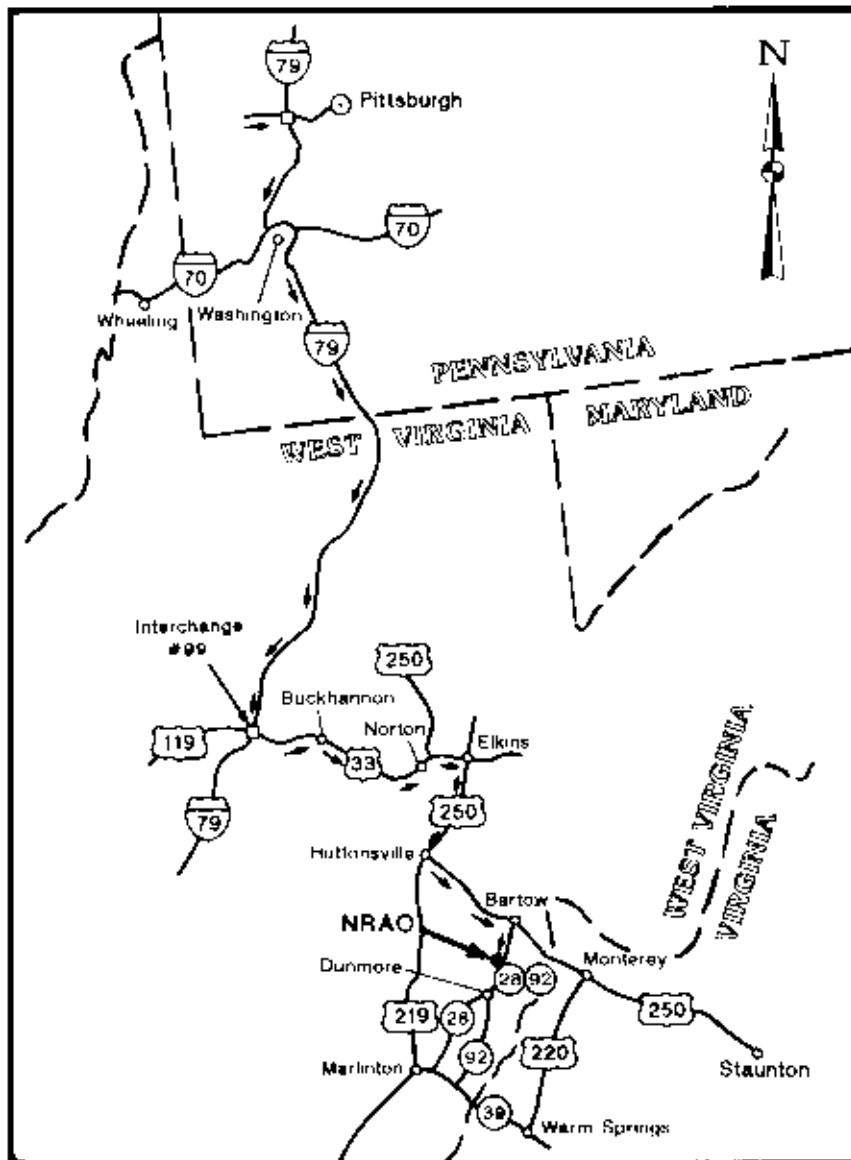 79
Pittsburgh
N
70
70
Wheeling
Washington
79
PENNSYLVANIA
WEST VIRGINIA
MARYLAND
Interchange
#99
250
Buckhannon
Norton
Elkins
119
33
79
250
WEST VIRGINIA
VIRGINIA
Huttonsville
Bartow
NRAO
Monterey
Dunmore
28
92
219
28
250
92
220
Marlinton
Staunton
39
Warm Springs